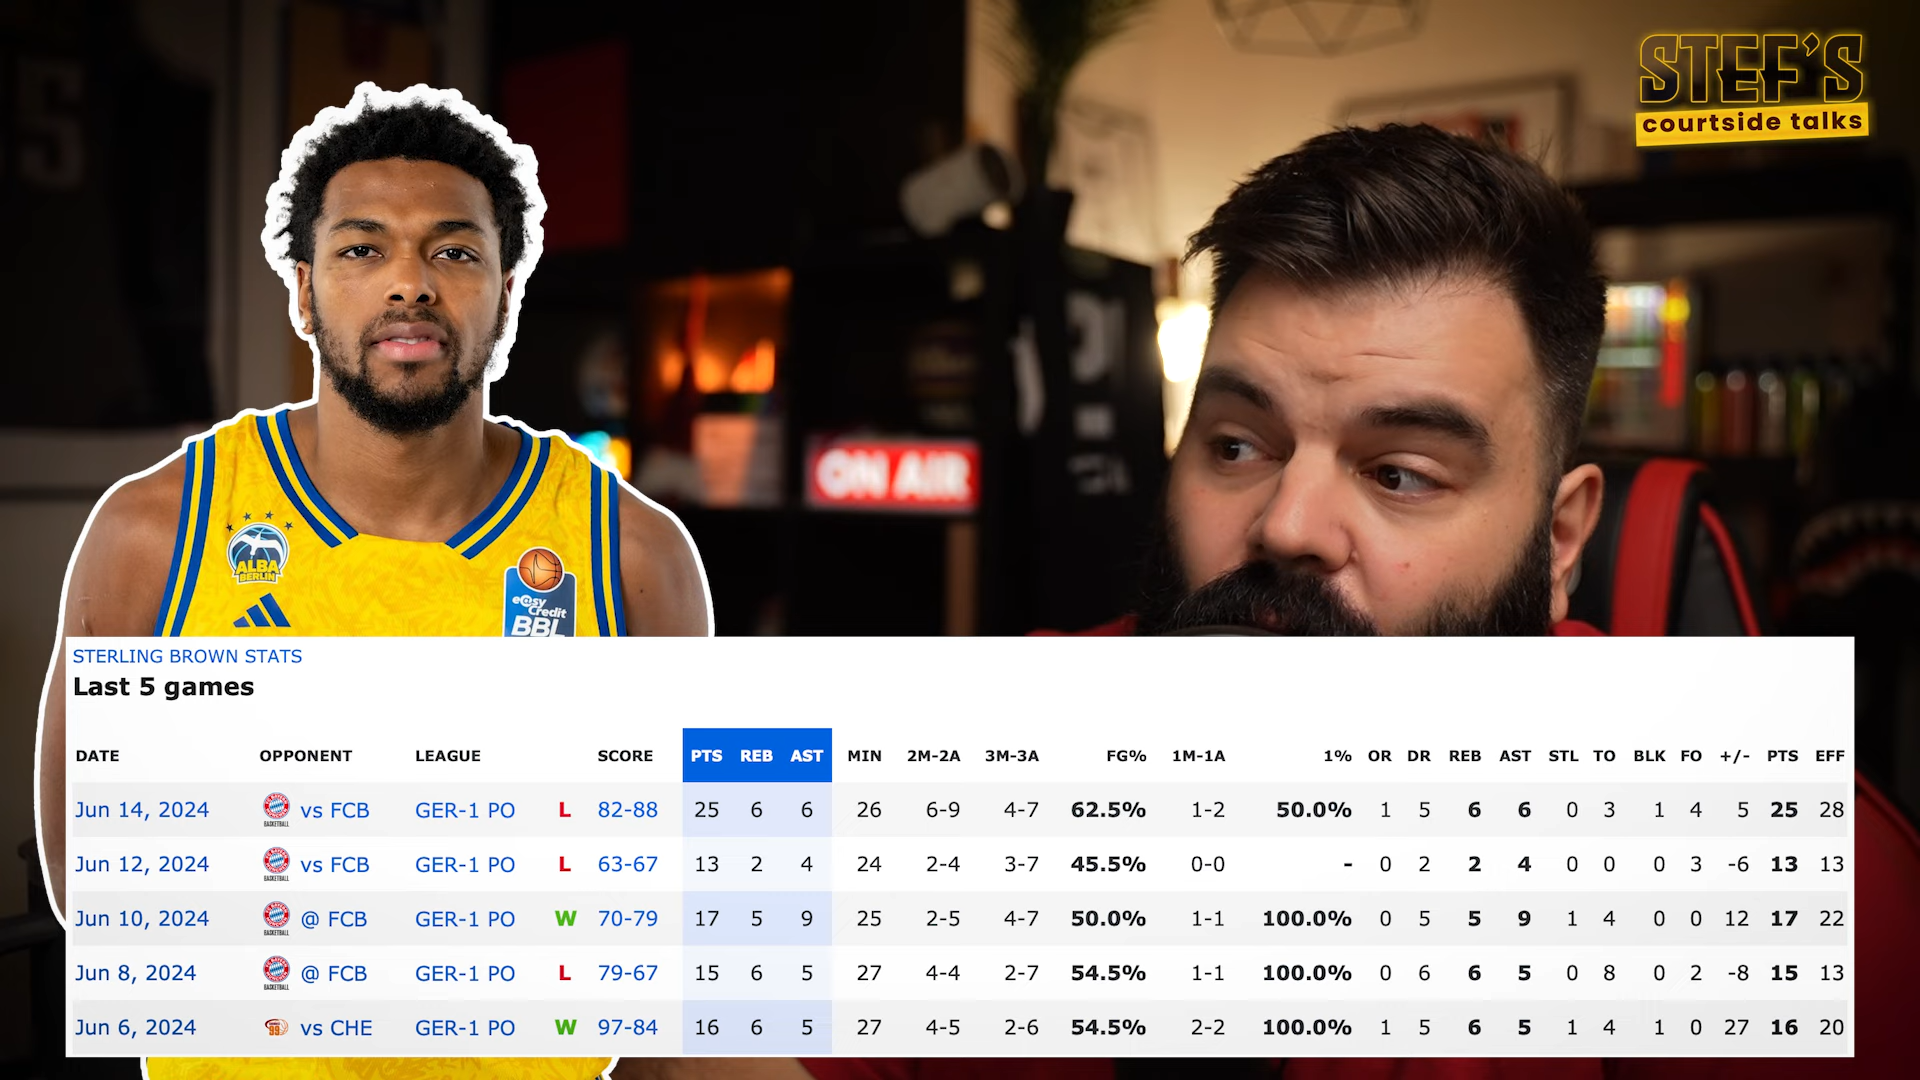 STEF'S
courtside talks
ON AIR
ALBA
BERLIN
e@sy
Credit
BBL
STERLING BROWN STATS
Last 5 games
DATE OPPONENT LEAGUE SCORE PTS REB AST MIN 2M-2A 3M-3A FG% 1M-1A 1% OR DR REB AST STL TO BLK FO +/- PTS EFF
Jun 14, 2024 vs FCB GER-1 PO L 82-88 25 6 6 26 6-9 4-7 62.5% 1-2 50.0% 1 5 6 6 0 3 1 4 5 25 28
Jun 12, 2024 vs FCB GER-1 PO L 63-67 13 2 4 24 2-4 3-7 45.5% 0-0 - 0 2 2 4 0 0 0 3 -6 13 13
Jun 10, 2024 @ FCB GER-1 PO W 70-79 17 5 9 25 2-5 4-7 50.0% 1-1 100.0% 0 5 5 9 1 4 0 0 12 17 22
Jun 8, 2024 @ FCB GER-1 PO L 79-67 15 6 5 27 4-4 2-7 54.5% 1-1 100.0% 0 6 6 5 0 8 0 2 -8 15 13
Jun 6, 2024 vs CHE GER-1 PO W 97-84 16 6 5 27 4-5 2-6 54.5% 2-2 100.0% 1 5 6 5 1 4 1 0 27 16 20